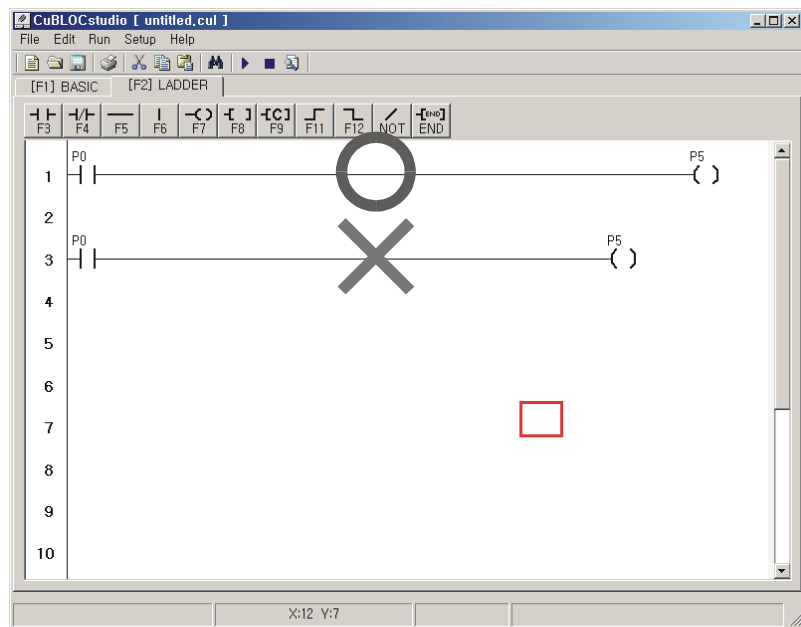 CuBLOCstudio [ untitled,cul ]
File Edit Run Setup Help
[F1] BASIC [F2] LADDER
F3 F4 F5 F6 F7 F8 [C] F9 F11 F12 NOT [END] END
P0 P5
1
2
P0 P5
3
4
5
6
7
8
9
10
X:12 Y:7